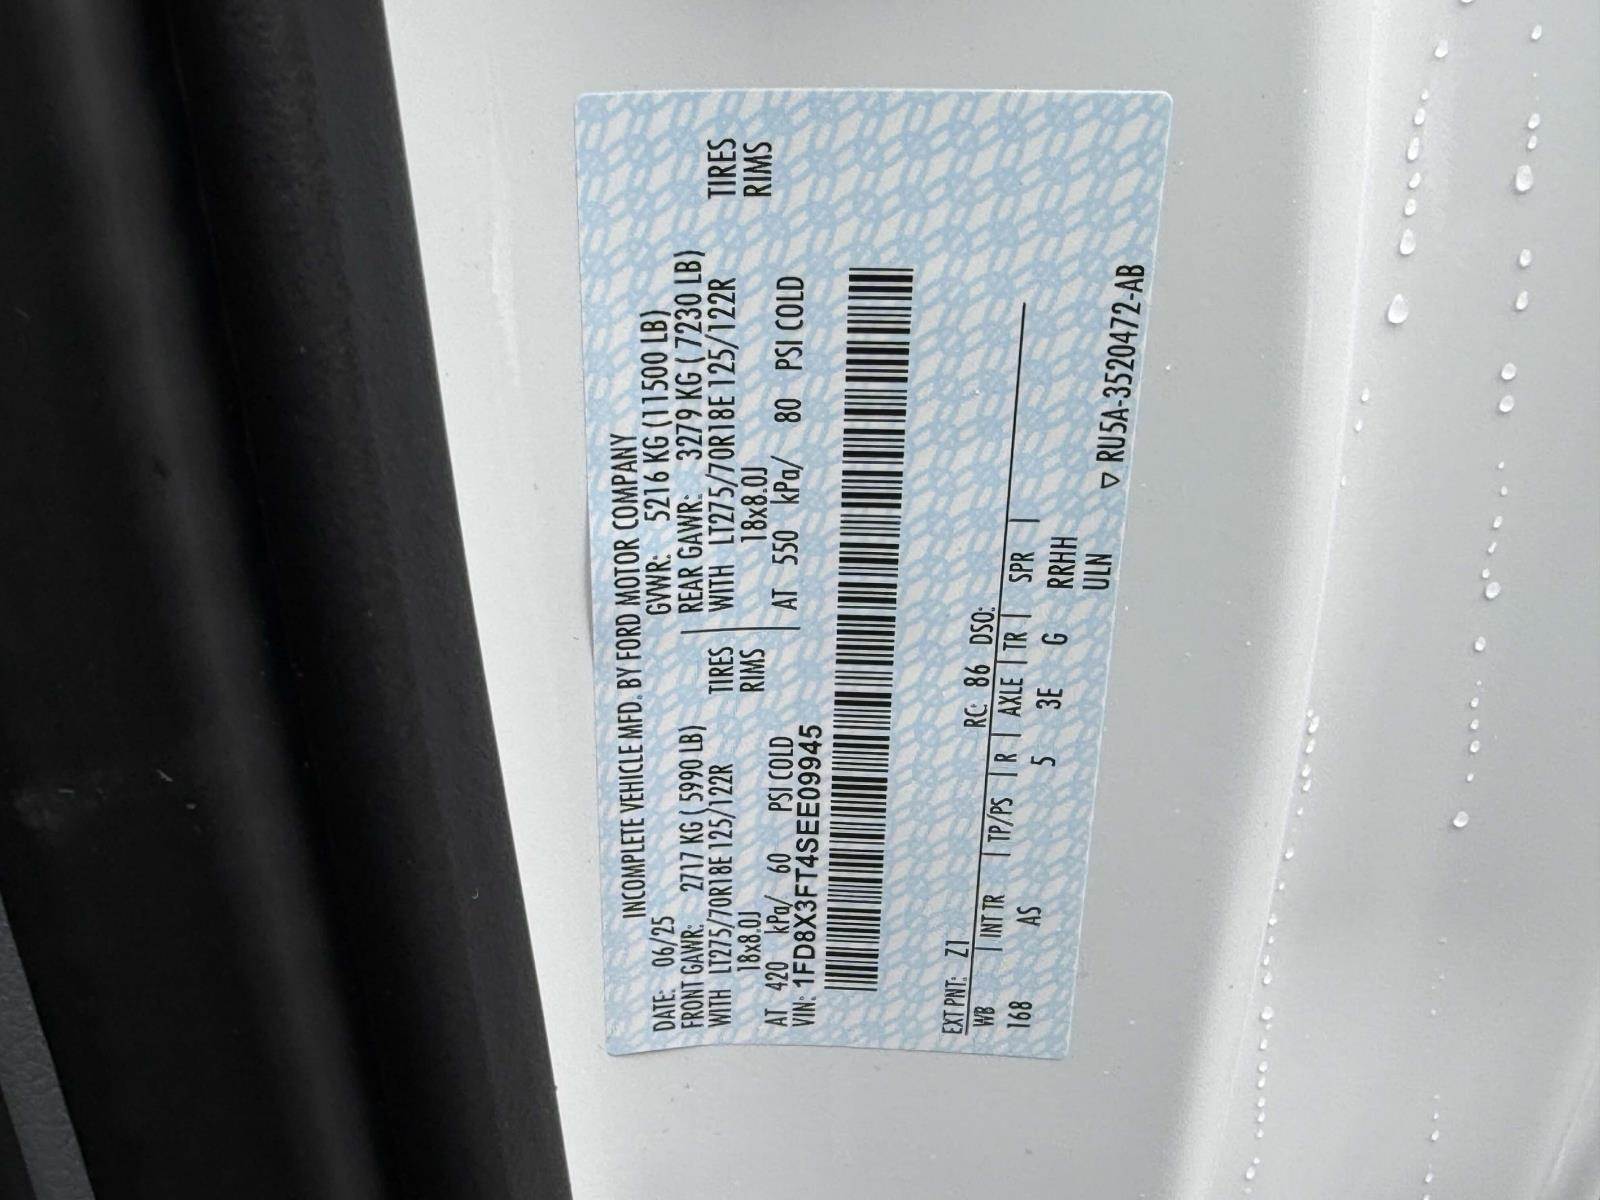 INCOMPLETE VEHICLE MFD. BY FORD MOTOR COMPANY
DATE: 06/25 GVWR: 5216 KG (11500 LB)
FRONT GAWR: 2717 KG ( 5990 LB) REAR GAWR: 3279 KG ( 7230 LB)
WITH LT275/70R18E 125/122R TIRES WITH LT275/70R18E 125/122R TIRES
18x8.0J RIMS 18x8.0J RIMS
AT 420 kPa/ 60 PSI COLD AT 550 kPa/ 80 PSI COLD
VIN: 1FD8X3FT4SEE09945
EXT PNT: Z1 RC: 86 DSO:
WB | INT TR | TP/PS | R | AXLE | TR | SPR |
168 AS 5 3E G RRHH
ULN
▽ RU5A-3520472-AB